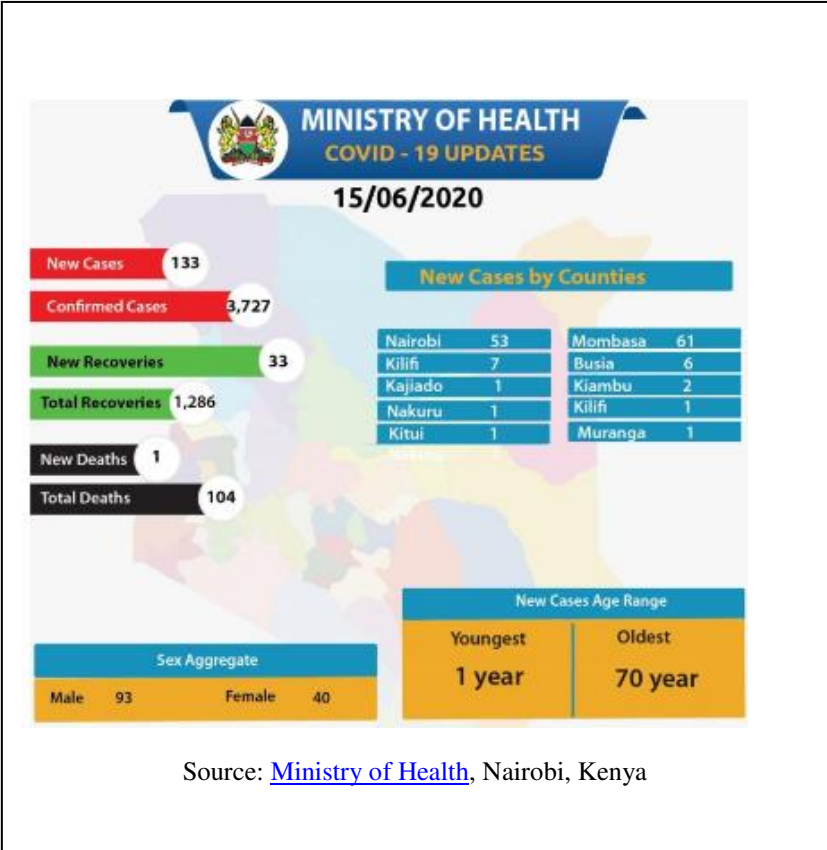 MINISTRY OF HEALTH
COVID - 19 UPDATES
15/06/2020
New Cases 133
Confirmed Cases 3,727
New Recoveries 33
Total Recoveries 1,286
New Deaths 1
Total Deaths 104
New Cases by Counties
Nairobi 53 Mombasa 61
Kilifi 7 Busia 6
Kajiado 1 Kiambu 2
Nakuru 1 Kilifi 1
Kitui 1 Muranga 1
Sex Aggregate
Male 93 Female 40
New Cases Age Range
Youngest Oldest
1 year 70 year
Source: Ministry of Health, Nairobi, Kenya